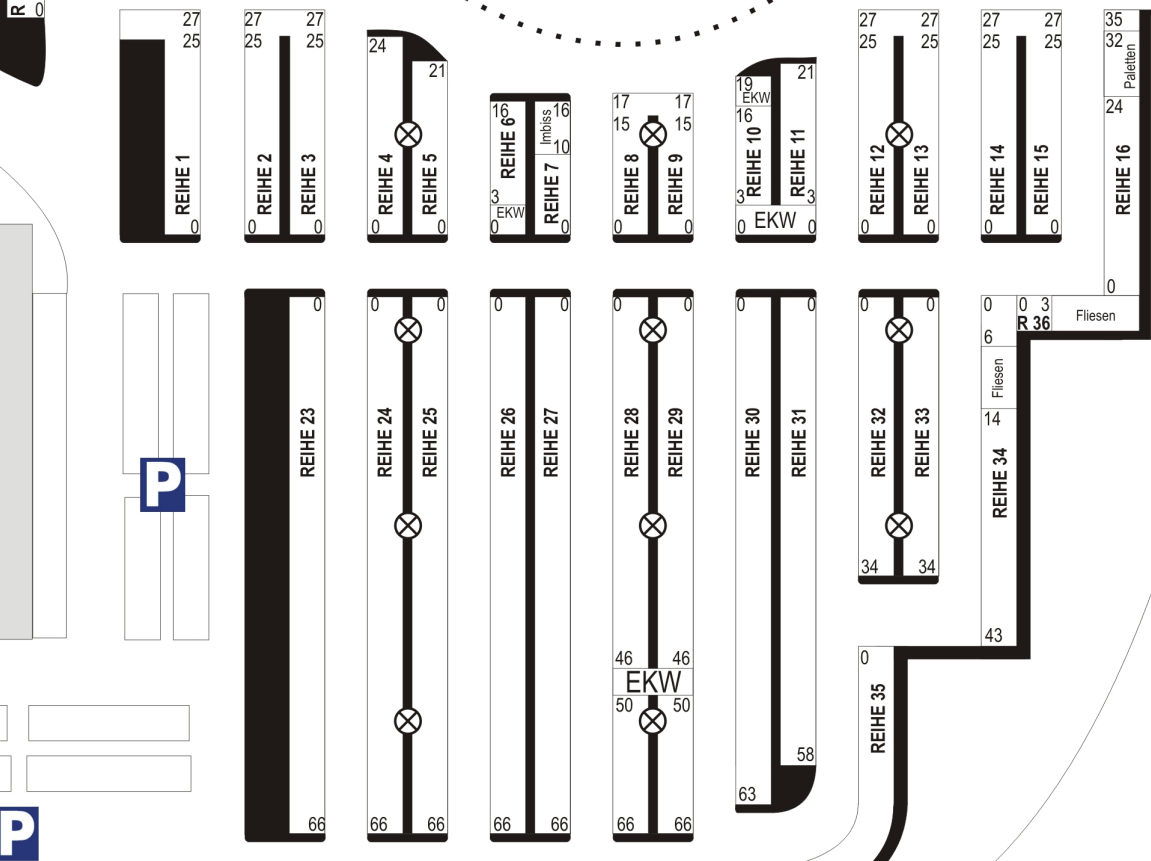 R 0
27
25
REIHE 1
0
27 27
25 25
REIHE 2
REIHE 3
0 0
24
21
REIHE 4
REIHE 5
0 0
16 16
REIHE 6
Imbiss
10
3
EKW
REIHE 7
0 0
17 17
15 15
REIHE 8
REIHE 9
0 0
19
EKW
16
21
REIHE 10
REIHE 11
3 3
EKW
0 0
27 27
25 25
REIHE 12
REIHE 13
0 0
27 27
25 25
REIHE 14
REIHE 15
0 0
35
32
Paletten
24
REIHE 16
0
0
REIHE 23
66
0 0
REIHE 24
REIHE 25
66 66
0 0
REIHE 26
REIHE 27
66 66
0 0
REIHE 28
REIHE 29
46 46
EKW
50 50
66 66
0 0
REIHE 30
REIHE 31
58
63
0 0
REIHE 32
REIHE 33
34 34
0
6
Fliesen
14
REIHE 34
43
0 3
R 36
Fliesen
0
REIHE 35
P
P